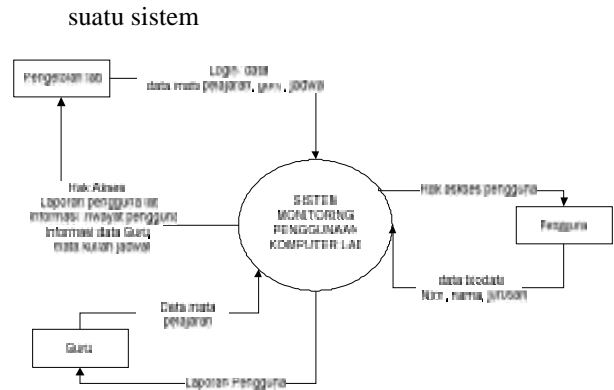 suatu sistem
Pengelolah lab
Login data
data mata pelajaran, guru, jadwal
Hak Akses
Laporan pengguna lab
Informasi riwayat pengguna
Informasi data Guru,
mata kuliah jadwal
SISTEM
MONITORING
PENGGUNAAN
KOMPUTER LAB
Hak askses pengguna
Pengguna
data biodata
Nim, nama, jurusan
Data mata
pelajaran
Guru
Laporan Pengguna